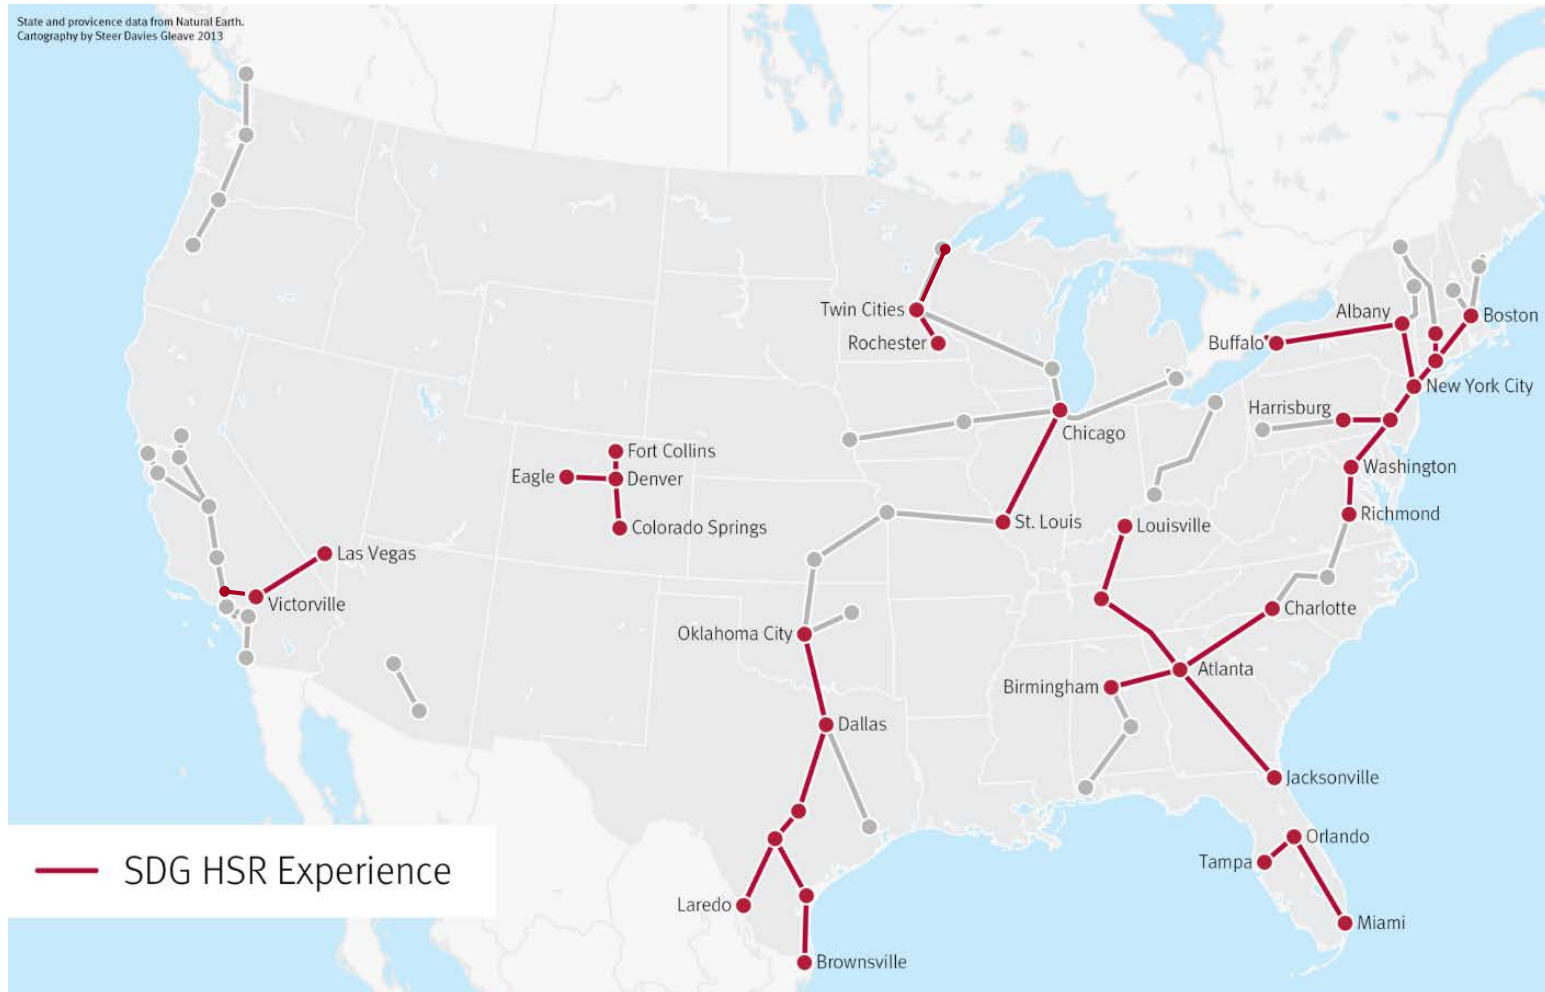 State and provicence data from Natural Earth.
Cartography by Steer Davies Gleave 2013
Twin Cities
Rochester
Albany
Boston
Buffalo
New York City
Harrisburg
Chicago
Washington
Fort Collins
Eagle
Denver
Colorado Springs
Richmond
St. Louis
Louisville
Las Vegas
Victorville
Charlotte
Oklahoma City
Atlanta
Birmingham
Dallas
Jacksonville
Orlando
Tampa
SDG HSR Experience
Laredo
Miami
Brownsville